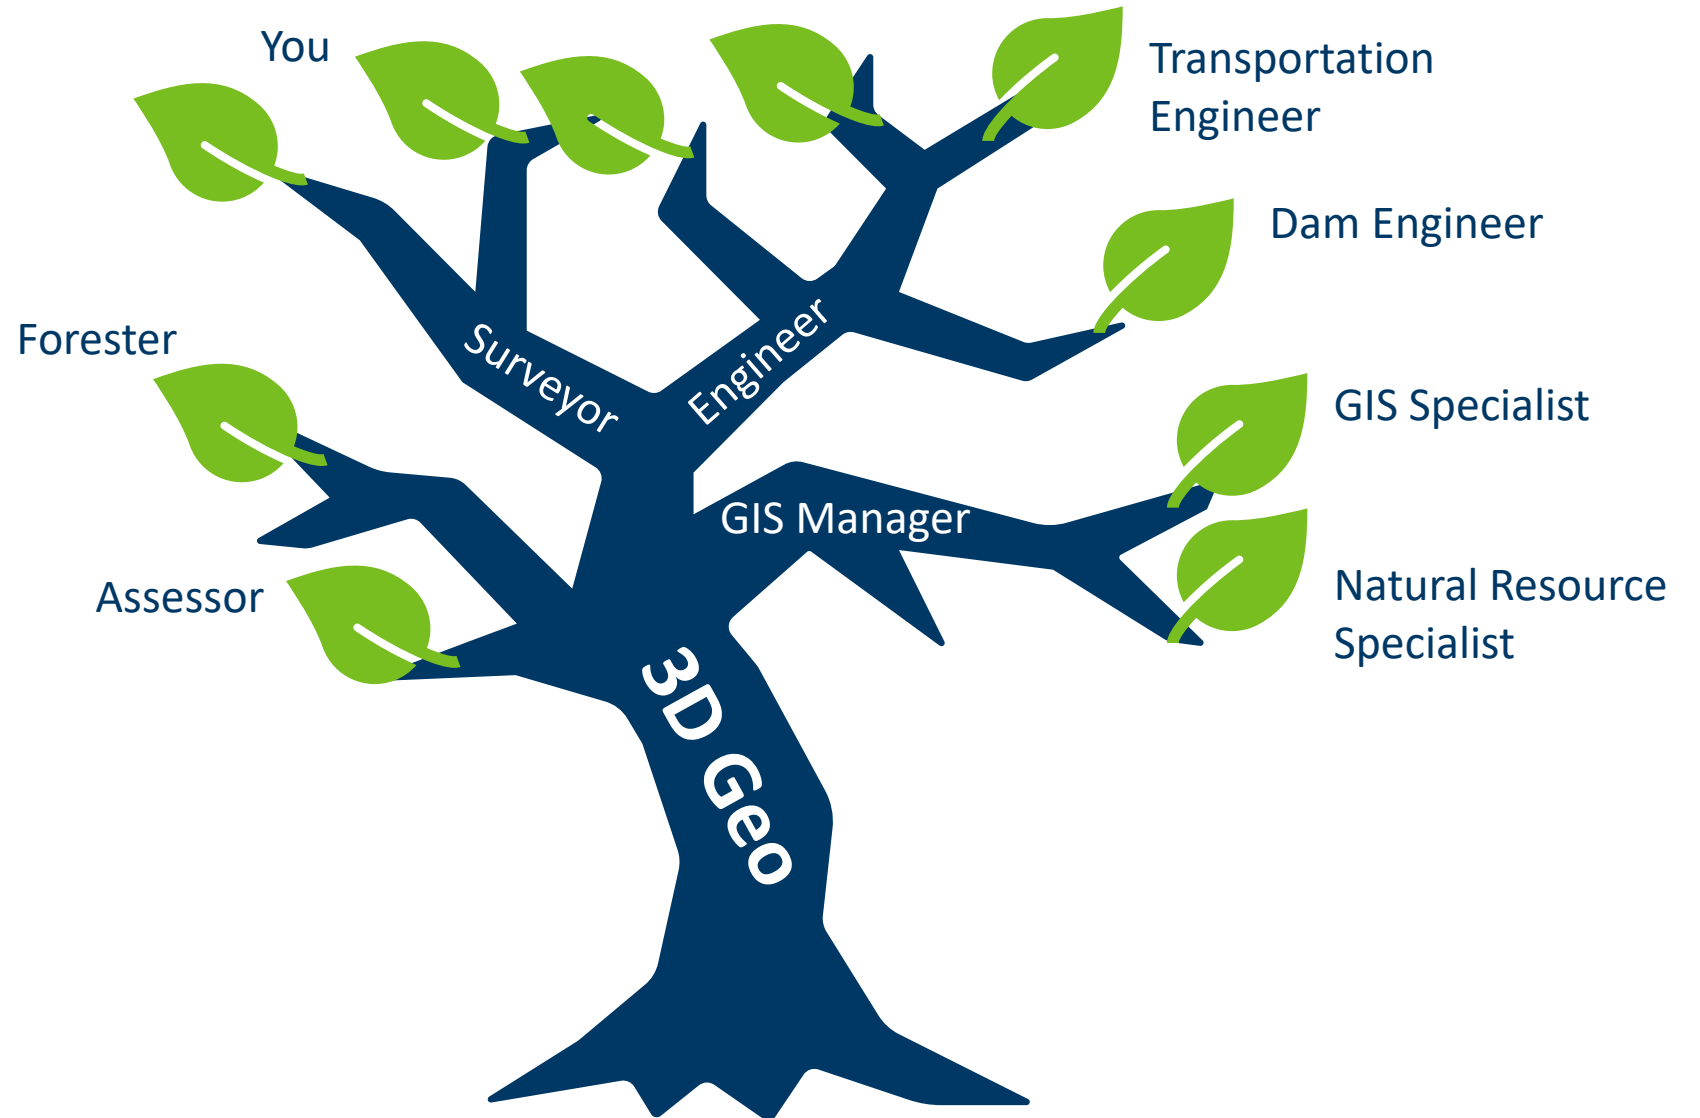 You
Transportation
Engineer
Dam Engineer
Forester
Surveyor
Engineer
GIS Specialist
GIS Manager
Assessor
Natural Resource
Specialist
3D Geo